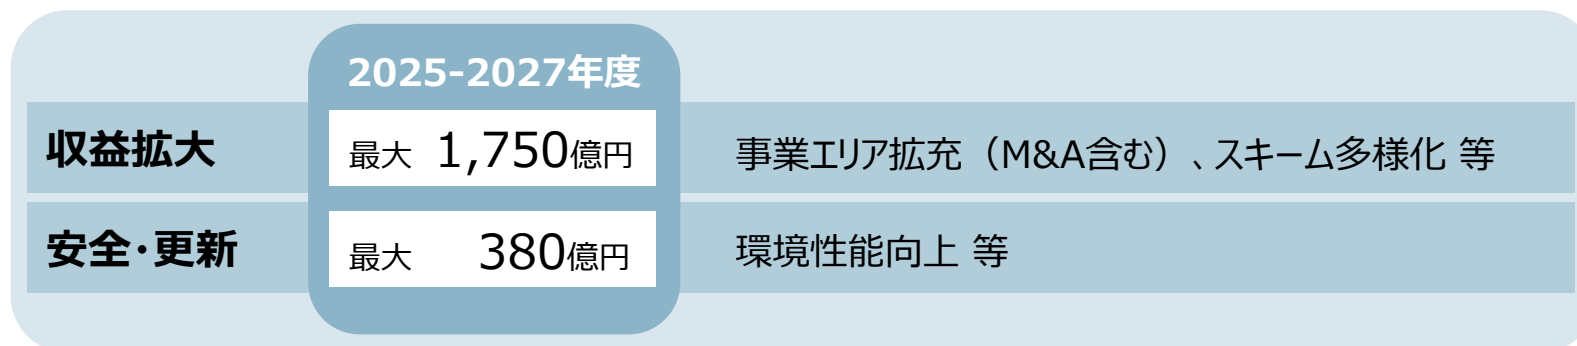 2025-2027年度
収益拡大 最大 1,750億円 事業エリア拡充（M&A含む）、スキーム多様化 等
安全･更新 最大 380億円 環境性能向上 等